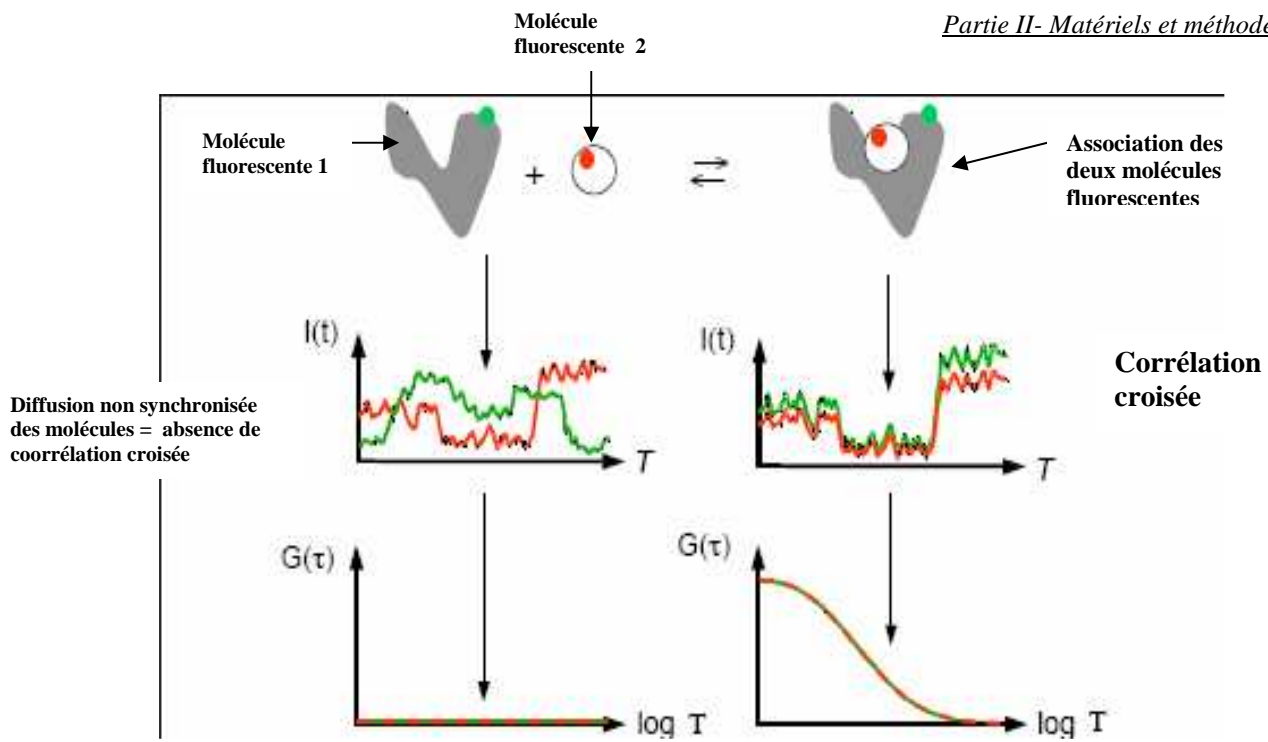 Partie II- Matériels et méthode
Molécule
fluorescente 2
Molécule
fluorescente 1
+
Association des
deux molécules
fluorescentes
I(t)
T
I(t)
T
Corrélation
croisée
Diffusion non synchronisée
des molécules = absence de
coorrélation croisée
G(τ)
log T
G(τ)
log T